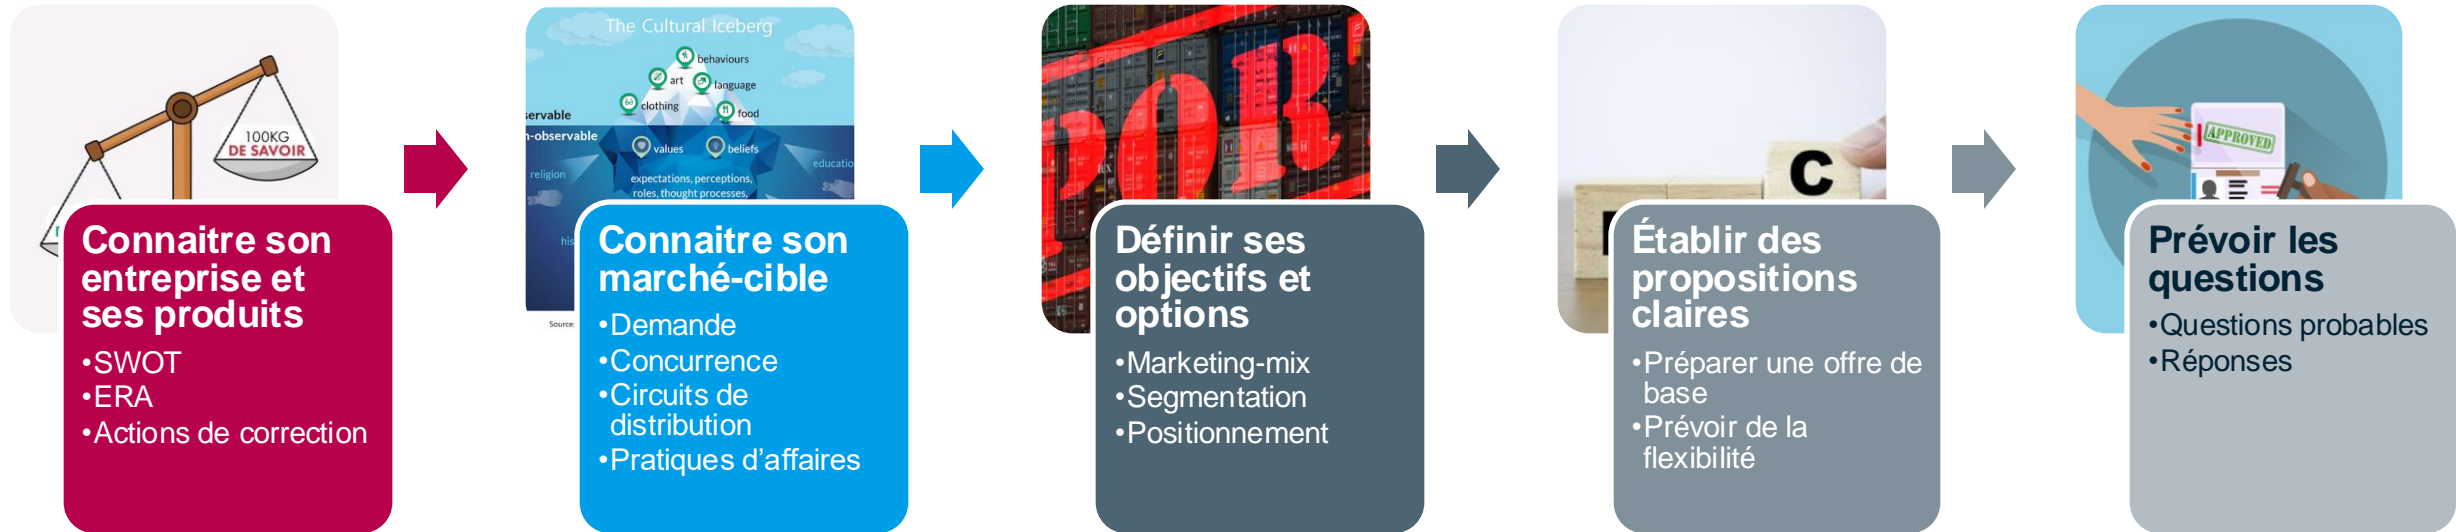 100KG
DE SAVOIR
Connaitre son
entreprise et
ses produits
•SWOT
•ERA
•Actions de correction
The Cultural Iceberg
behaviours
art
language
clothing
food
servable
n-observable
values
beliefs
educatio
religion
expectations, perceptions,
roles, thought processes,
his
Source:
Connaitre son
marché-cible
•Demande
•Concurrence
•Circuits de
distribution
•Pratiques d’affaires
POR
Définir ses
objectifs et
options
•Marketing-mix
•Segmentation
•Positionnement
C
Établir des
propositions
claires
•Préparer une offre de
base
•Prévoir de la
flexibilité
APPROVED
Prévoir les
questions
•Questions probables
•Réponses